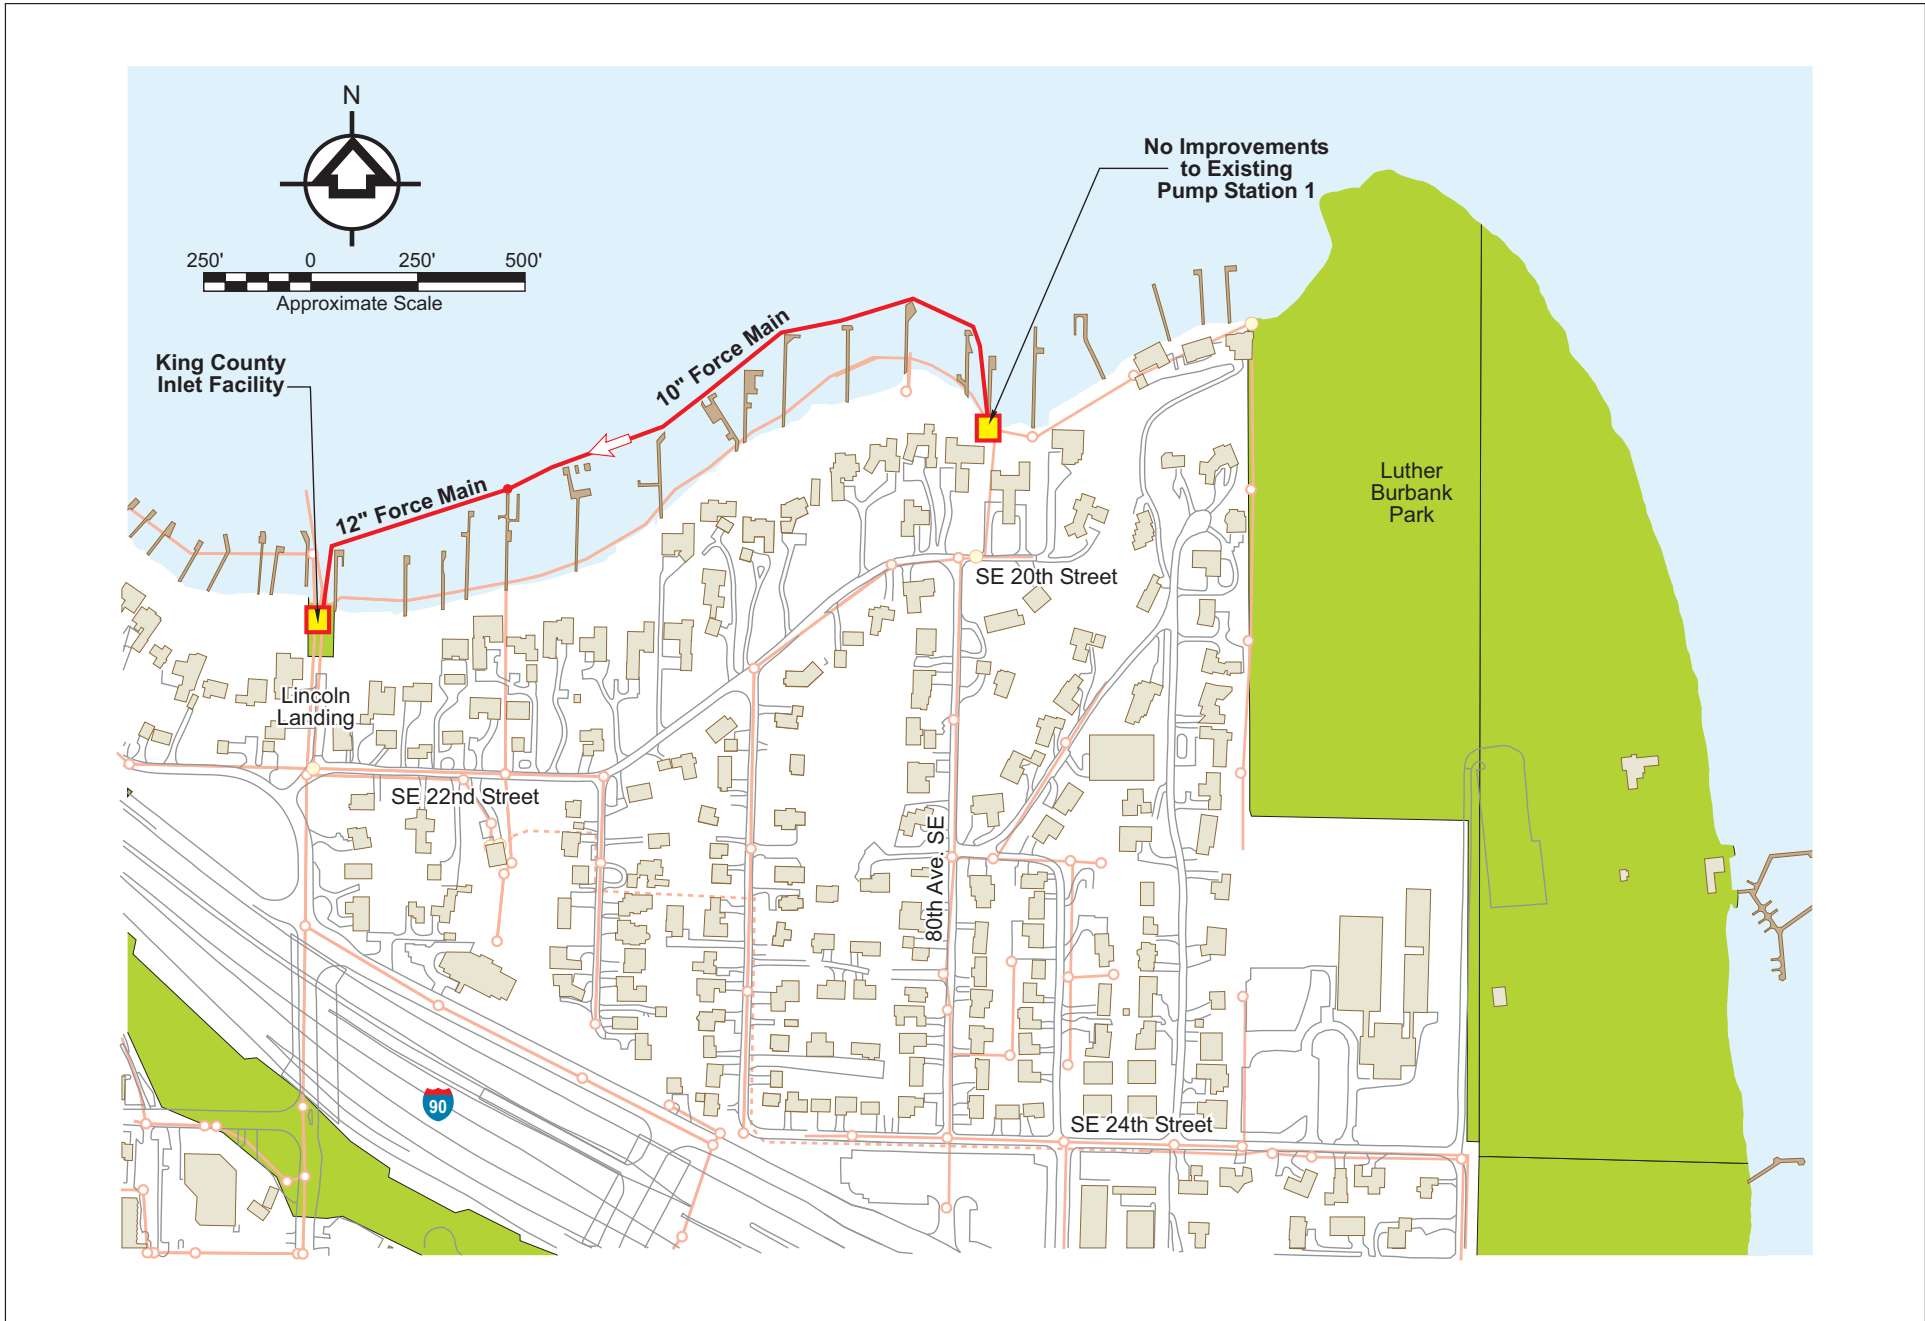 N
250' 0 250' 500'
Approximate Scale
No Improvements
to Existing
Pump Station 1
King County
Inlet Facility
10" Force Main
12" Force Main
Luther
Burbank
Park
SE 20th Street
Lincoln
Landing
SE 22nd Street
80th Ave. SE
90
SE 24th Street